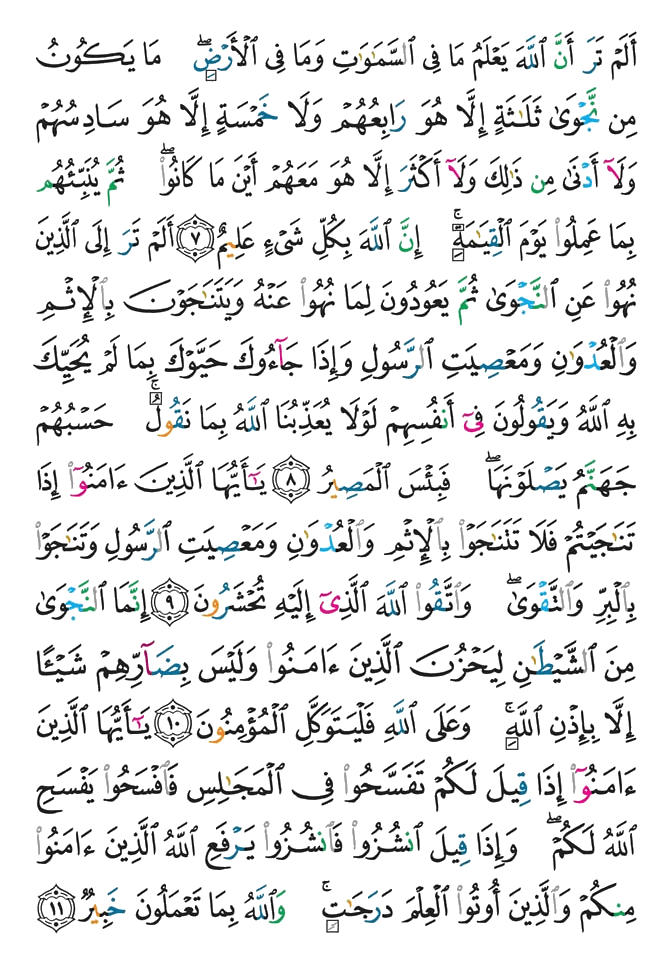 أَلَمْ تَرَ أَنَّ ٱللَّهَ يَعْلَمُ مَا فِى ٱلسَّمَـٰوَٰتِ وَمَا فِى ٱلْأَرْضِ ۖ مَا يَكُونُ
مِن نَّجْوَىٰ ثَلَـٰثَةٍ إِلَّا هُوَ رَابِعُهُمْ وَلَا خَمْسَةٍ إِلَّا هُوَ سَادِسُهُمْ
وَلَآ أَدْنَىٰ مِن ذَٰلِكَ وَلَآ أَكْثَرَ إِلَّا هُوَ مَعَهُمْ أَيْنَ مَا كَانُوا۟ ۖ ثُمَّ يُنَبِّئُهُم
بِمَا عَمِلُوا۟ يَوْمَ ٱلْقِيَـٰمَةِ ۚ إِنَّ ٱللَّهَ بِكُلِّ شَىْءٍ عَلِيمٌ ٧ أَلَمْ تَرَ إِلَى ٱلَّذِينَ
نُهُوا۟ عَنِ ٱلنَّجْوَىٰ ثُمَّ يَعُودُونَ لِمَا نُهُوا۟ عَنْهُ وَيَتَنَـٰجَوْنَ بِٱلْإِثْمِ
وَٱلْعُدْوَٰنِ وَمَعْصِيَتِ ٱلرَّسُولِ وَإِذَا جَآءُوكَ حَيَّوْكَ بِمَا لَمْ يُحَيِّكَ
بِهِ ٱللَّهُ وَيَقُولُونَ فِىٓ أَنفُسِهِمْ لَوْلَا يُعَذِّبُنَا ٱللَّهُ بِمَا نَقُولُ ۚ حَسْبُهُمْ
جَهَنَّمُ يَصْلَوْنَهَا ۖ فَبِئْسَ ٱلْمَصِيرُ ٨ يَـٰٓأَيُّهَا ٱلَّذِينَ ءَامَنُوٓا۟ إِذَا
تَنَـٰجَيْتُمْ فَلَا تَتَنَـٰجَوْا۟ بِٱلْإِثْمِ وَٱلْعُدْوَٰنِ وَمَعْصِيَتِ ٱلرَّسُولِ وَتَنَـٰجَوْا۟
بِٱلْبِرِّ وَٱلتَّقْوَىٰ ۖ وَٱتَّقُوا۟ ٱللَّهَ ٱلَّذِىٓ إِلَيْهِ تُحْشَرُونَ ٩ إِنَّمَا ٱلنَّجْوَىٰ
مِنَ ٱلشَّيْطَـٰنِ لِيَحْزُنَ ٱلَّذِينَ ءَامَنُوا۟ وَلَيْسَ بِضَآرِّهِمْ شَيْـًٔا
إِلَّا بِإِذْنِ ٱللَّهِ ۚ وَعَلَى ٱللَّهِ فَلْيَتَوَكَّلِ ٱلْمُؤْمِنُونَ ١٠ يَـٰٓأَيُّهَا ٱلَّذِينَ
ءَامَنُوٓا۟ إِذَا قِيلَ لَكُمْ تَفَسَّحُوا۟ فِى ٱلْمَجَـٰلِسِ فَٱفْسَحُوا۟ يَفْسَحِ
ٱللَّهُ لَكُمْ ۖ وَإِذَا قِيلَ ٱنشُزُوا۟ فَٱنشُزُوا۟ يَرْفَعِ ٱللَّهُ ٱلَّذِينَ ءَامَنُوا۟
مِنكُمْ وَٱلَّذِينَ أُوتُوا۟ ٱلْعِلْمَ دَرَجَـٰتٍ ۚ وَٱللَّهُ بِمَا تَعْمَلُونَ خَبِيرٌ ١١